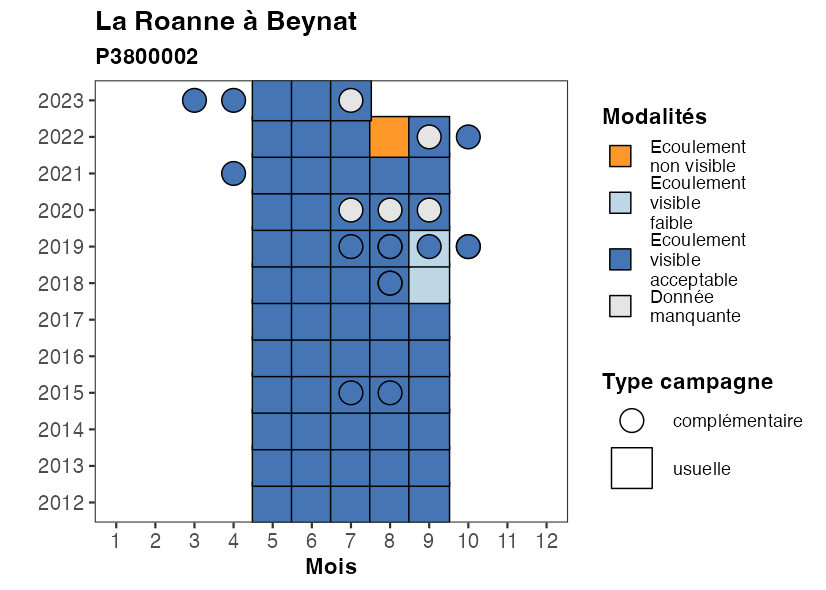 La Roanne à Beynat
P3800002
2023
2022
2021
2020
2019
2018
2017
2016
2015
2014
2013
2012
1 2 3 4 5 6 7 8 9 10 11 12
Mois
Modalités
Ecoulement
non visible
Ecoulement
visible
faible
Ecoulement
visible
acceptable
Donnée
manquante
Type campagne
complémentaire
usuelle